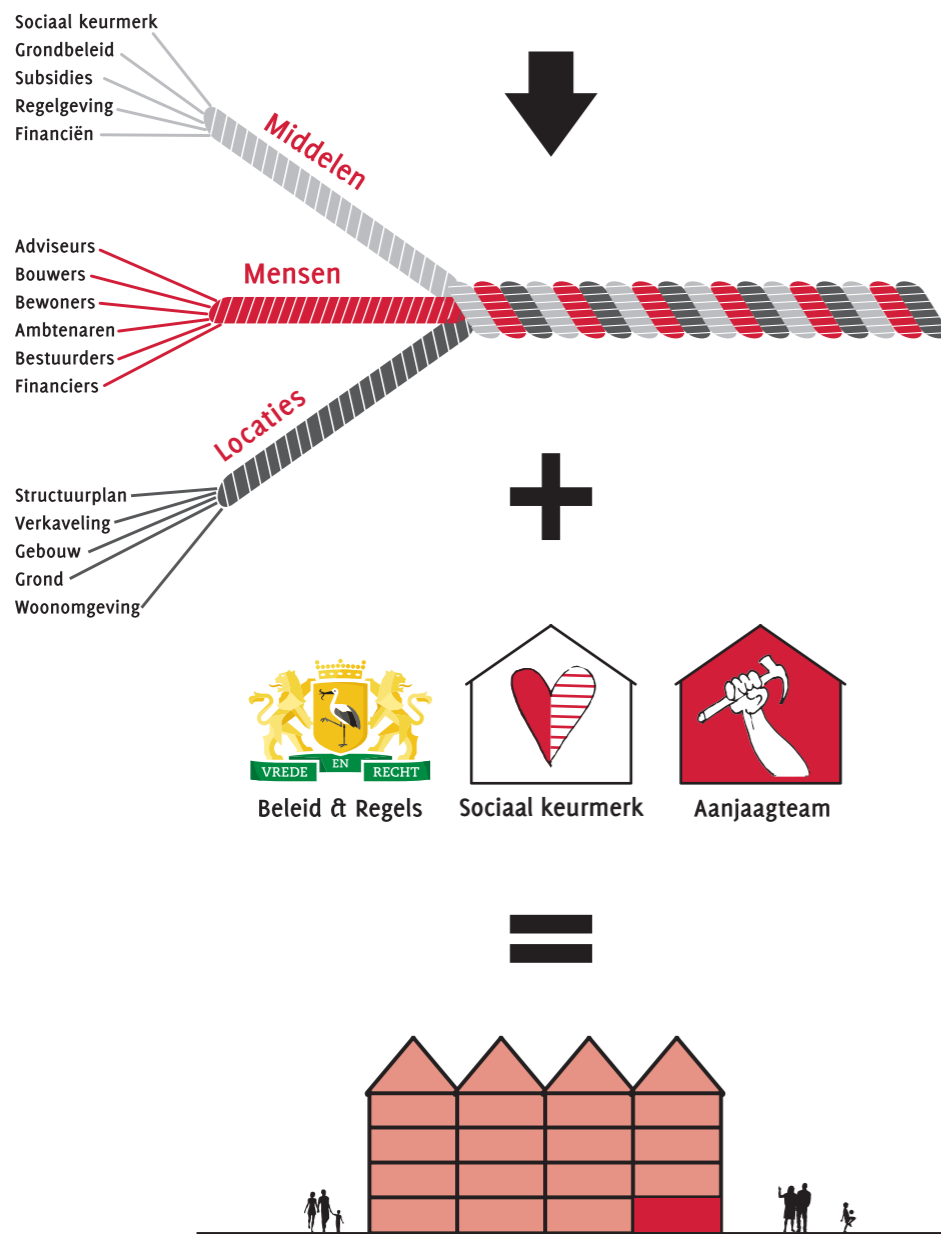 Sociaal keurmerk
Grondbeleid
Subsidies
Regelgeving
Financiën
Middelen
Adviseurs
Bouwers
Bewoners
Ambtenaren
Bestuurders
Financiers
Mensen
Locaties
Structuurplan
Verkaveling
Gebouw
Grond
Woonomgeving
VREDE EN RECHT
Beleid & Regels
Sociaal keurmerk
Aanjaagteam